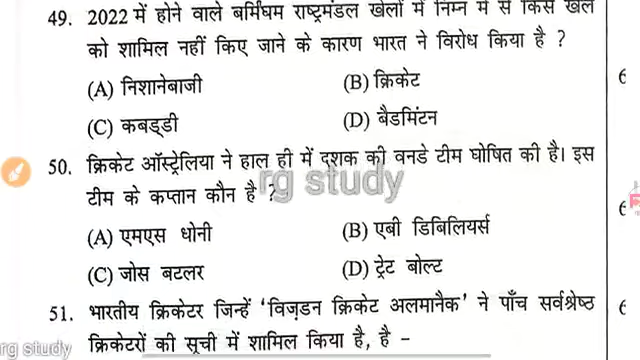 49. 2022 में होने वाले बर्मिंघम राष्ट्रमंडल खेलों में निम्न में से किस खेल
को शामिल नहीं किए जाने के कारण भारत ने विरोध किया है ?
(A) निशानेबाजी (B) क्रिकेट
(C) कबड्डी (D) बैडमिंटन
50. क्रिकेट ऑस्ट्रेलिया ने हाल ही में दशक की वनडे टीम घोषित की है। इस
rg study
टीम के कप्तान कौन है ?
(A) एमएस धोनी (B) एबी डिबिलियर्स
(C) जोस बटलर (D) ट्रेट बोल्ट
51. भारतीय क्रिकेटर जिन्हें ‘विज़डन क्रिकेट अलमानैक’ ने पाँच सर्वश्रेष्ठ
क्रिकेटरों की सूची में शामिल किया है, है –
rg study